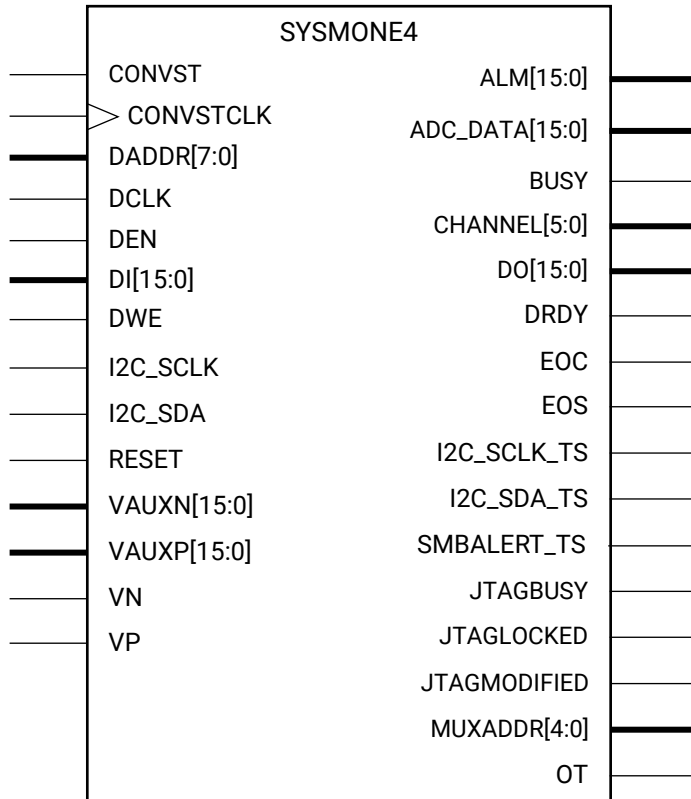 SYSMONE4
CONVST
CONVSTCLK
DADDR[7:0]
DCLK
DEN
DI[15:0]
DWE
I2C_SCLK
I2C_SDA
RESET
VAUXN[15:0]
VAUXP[15:0]
VN
VP
ALM[15:0]
ADC_DATA[15:0]
BUSY
CHANNEL[5:0]
DO[15:0]
DRDY
EOC
EOS
I2C_SCLK_TS
I2C_SDA_TS
SMBALERT_TS
JTAGBUSY
JTAGLOCKED
JTAGMODIFIED
MUXADDR[4:0]
OT